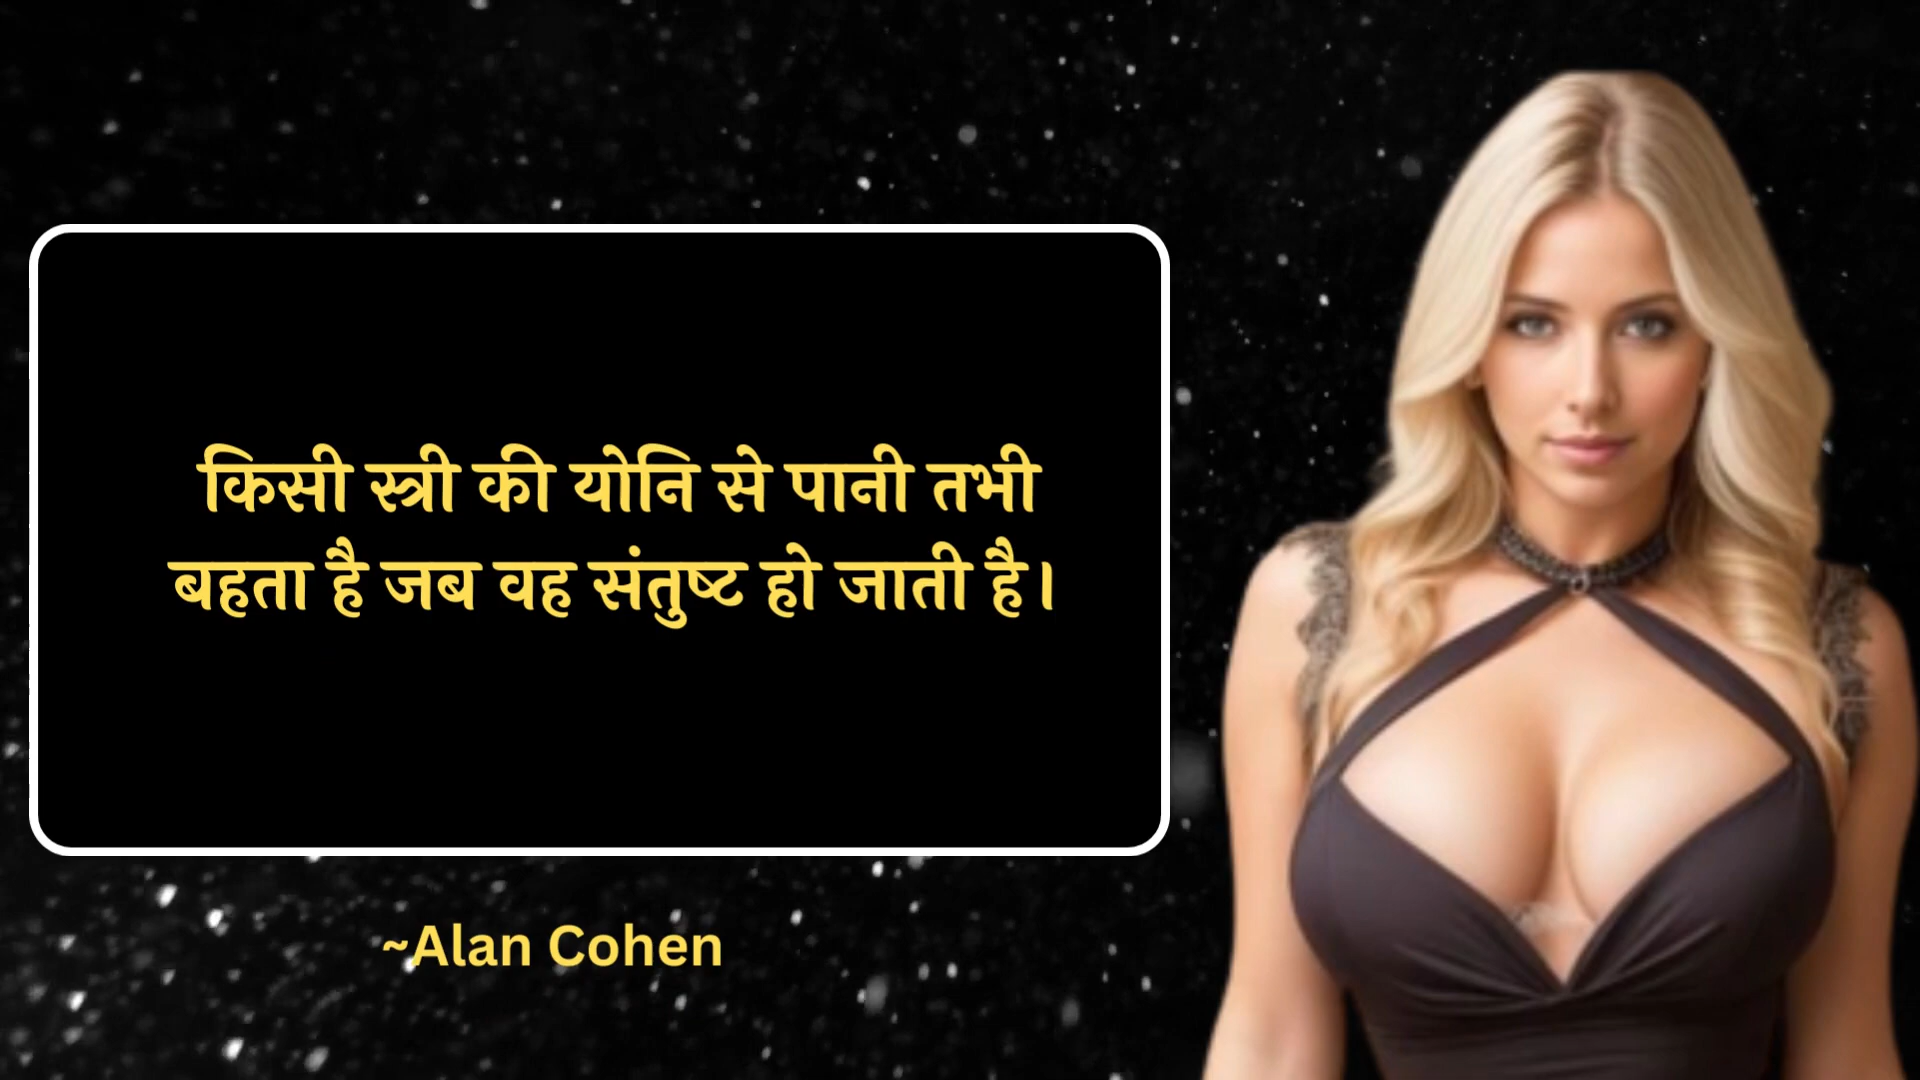 किसी स्त्री की योनि से पानी तभी
बहता है जब वह संतुष्ट हो जाती है।
~Alan Cohen